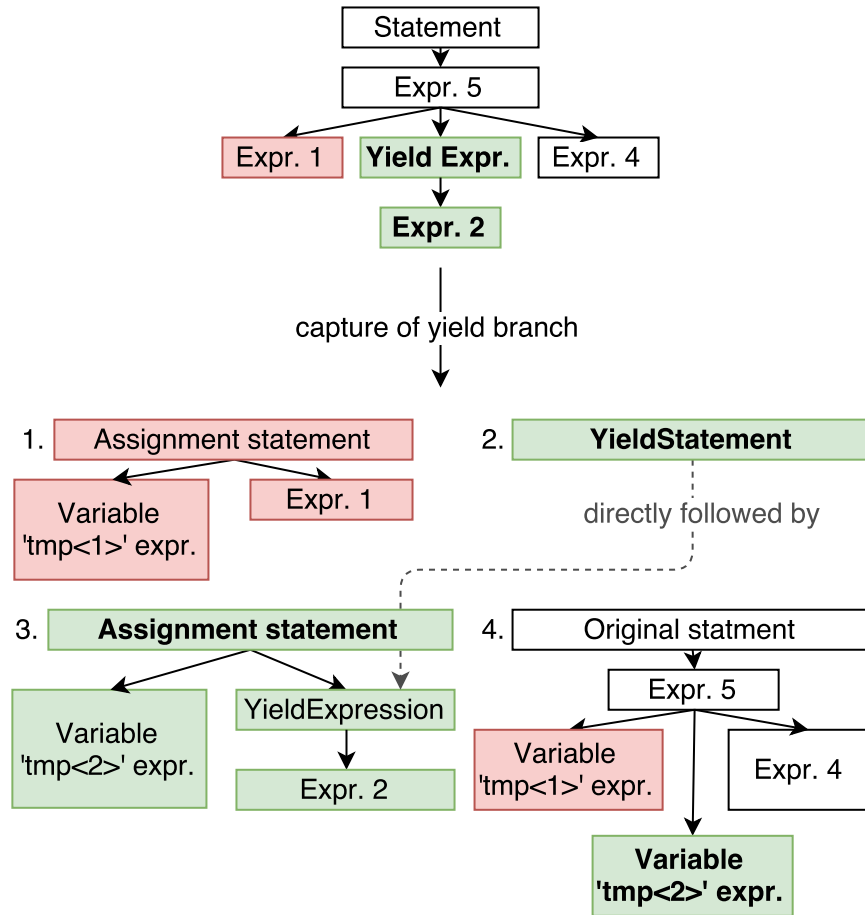 Statement
Expr. 5
Expr. 1
Yield Expr.
Expr. 4
Expr. 2
capture of yield branch
1.
Assignment statement
Variable
'tmp<1>' expr.
Expr. 1
2.
YieldStatement
directly followed by
3.
Assignment statement
Variable
'tmp<2>' expr.
YieldExpression
Expr. 2
4.
Original statment
Expr. 5
Variable
'tmp<1>' expr.
Expr. 4
Variable
'tmp<2>' expr.